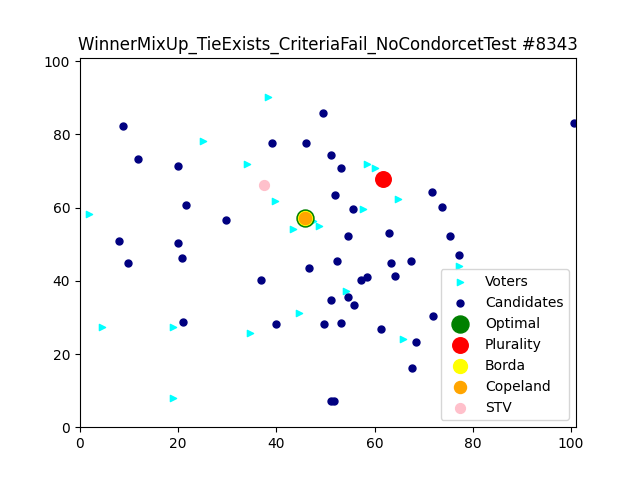 WinnerMixUp_TieExists_CriteriaFail_NoCondorcetTest #8343
100
80
60
40
20
0
0 20 40 60 80 100
Voters
Candidates
Optimal
Plurality
Borda
Copeland
STV